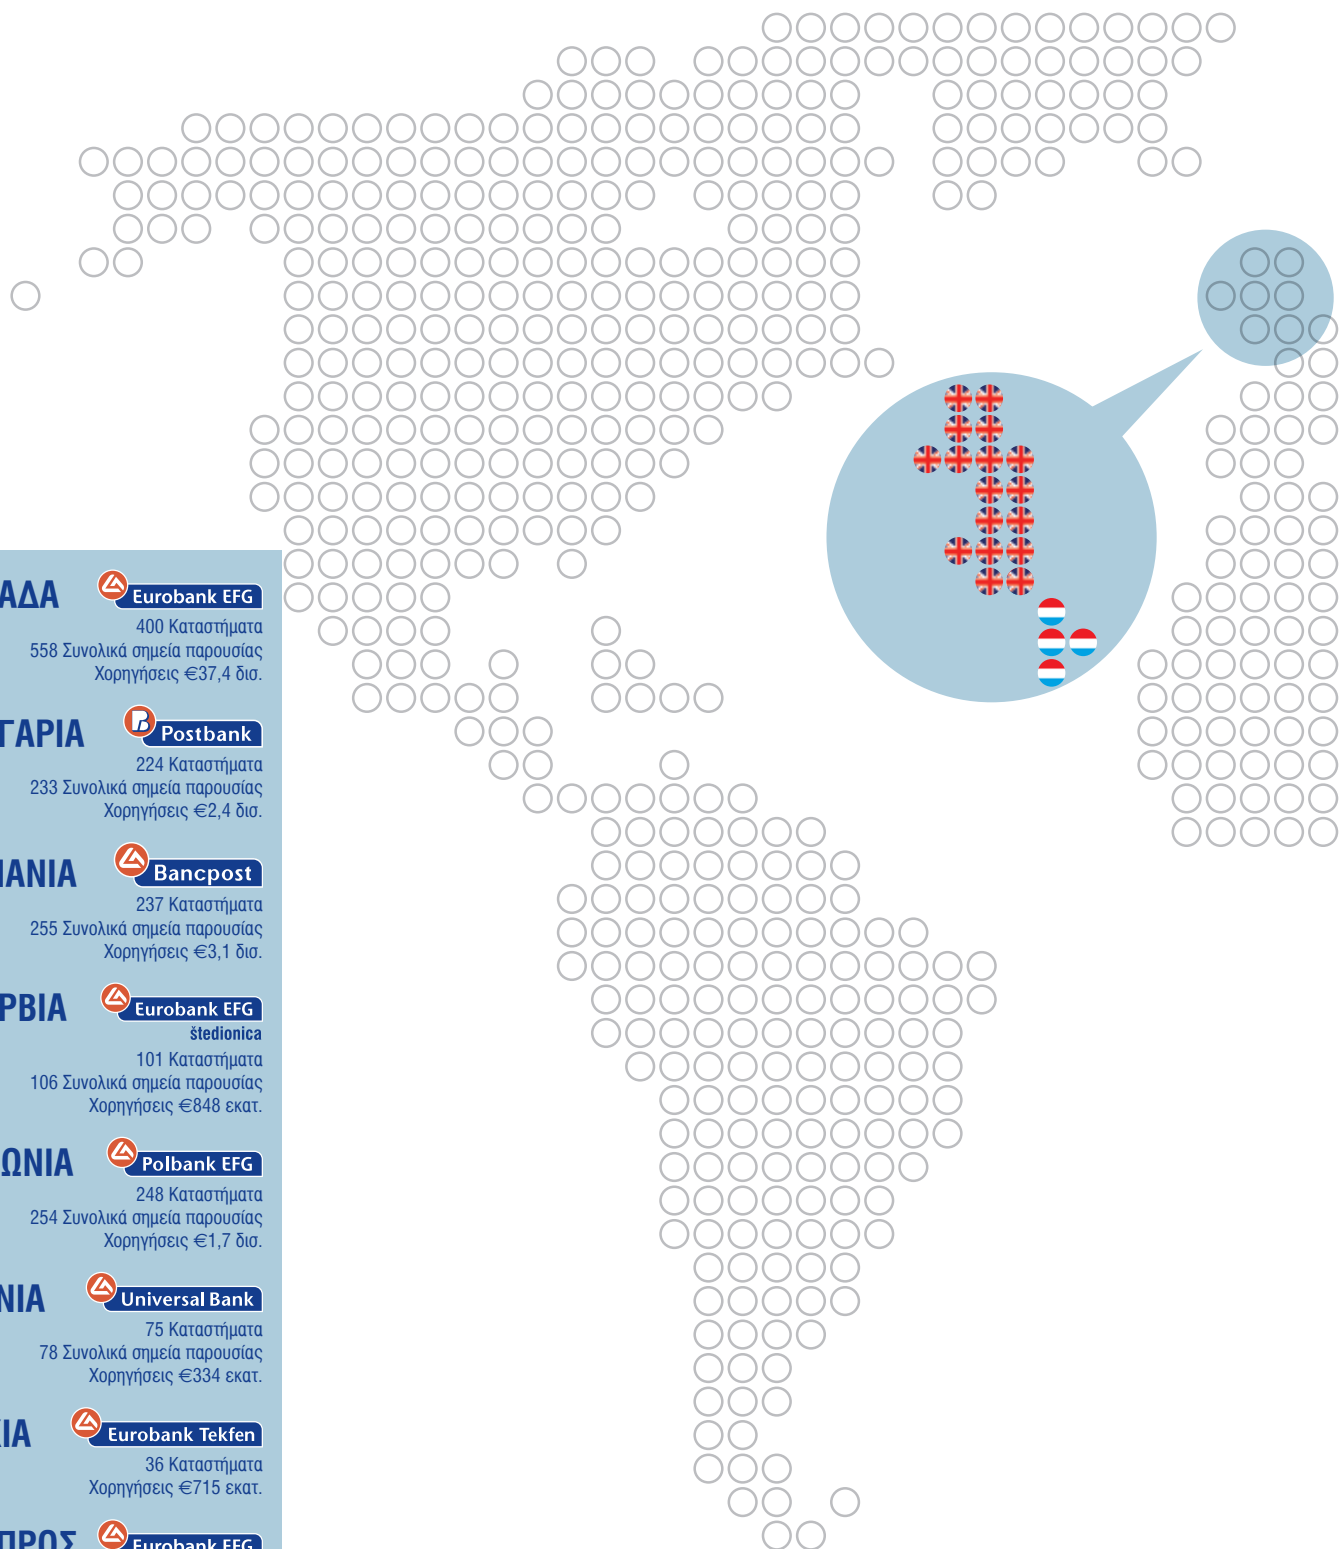 ΑΔΑ
Eurobank EFG
400 Καταστήματα
558 Συνολικά σημεία παρουσίας
Χορηγήσεις €37,4 δισ.
ΓΑΡΙΑ
Postbank
224 Καταστήματα
233 Συνολικά σημεία παρουσίας
Χορηγήσεις €2,4 δισ.
ΜΑΝΙΑ
Bancpost
237 Καταστήματα
255 Συνολικά σημεία παρουσίας
Χορηγήσεις €3,1 δισ.
ΡΒΙΑ
Eurobank EFG
štedionica
101 Καταστήματα
106 Συνολικά σημεία παρουσίας
Χορηγήσεις €848 εκατ.
ΩΝΙΑ
Polbank EFG
248 Καταστήματα
254 Συνολικά σημεία παρουσίας
Χορηγήσεις €1,7 δισ.
ΝΙΑ
Universal Bank
75 Καταστήματα
78 Συνολικά σημεία παρουσίας
Χορηγήσεις €334 εκατ.
ΚΙΑ
Eurobank Tekfen
36 Καταστήματα
Χορηγήσεις €715 εκατ.
ΠΡΟΣ
Eurobank EFG